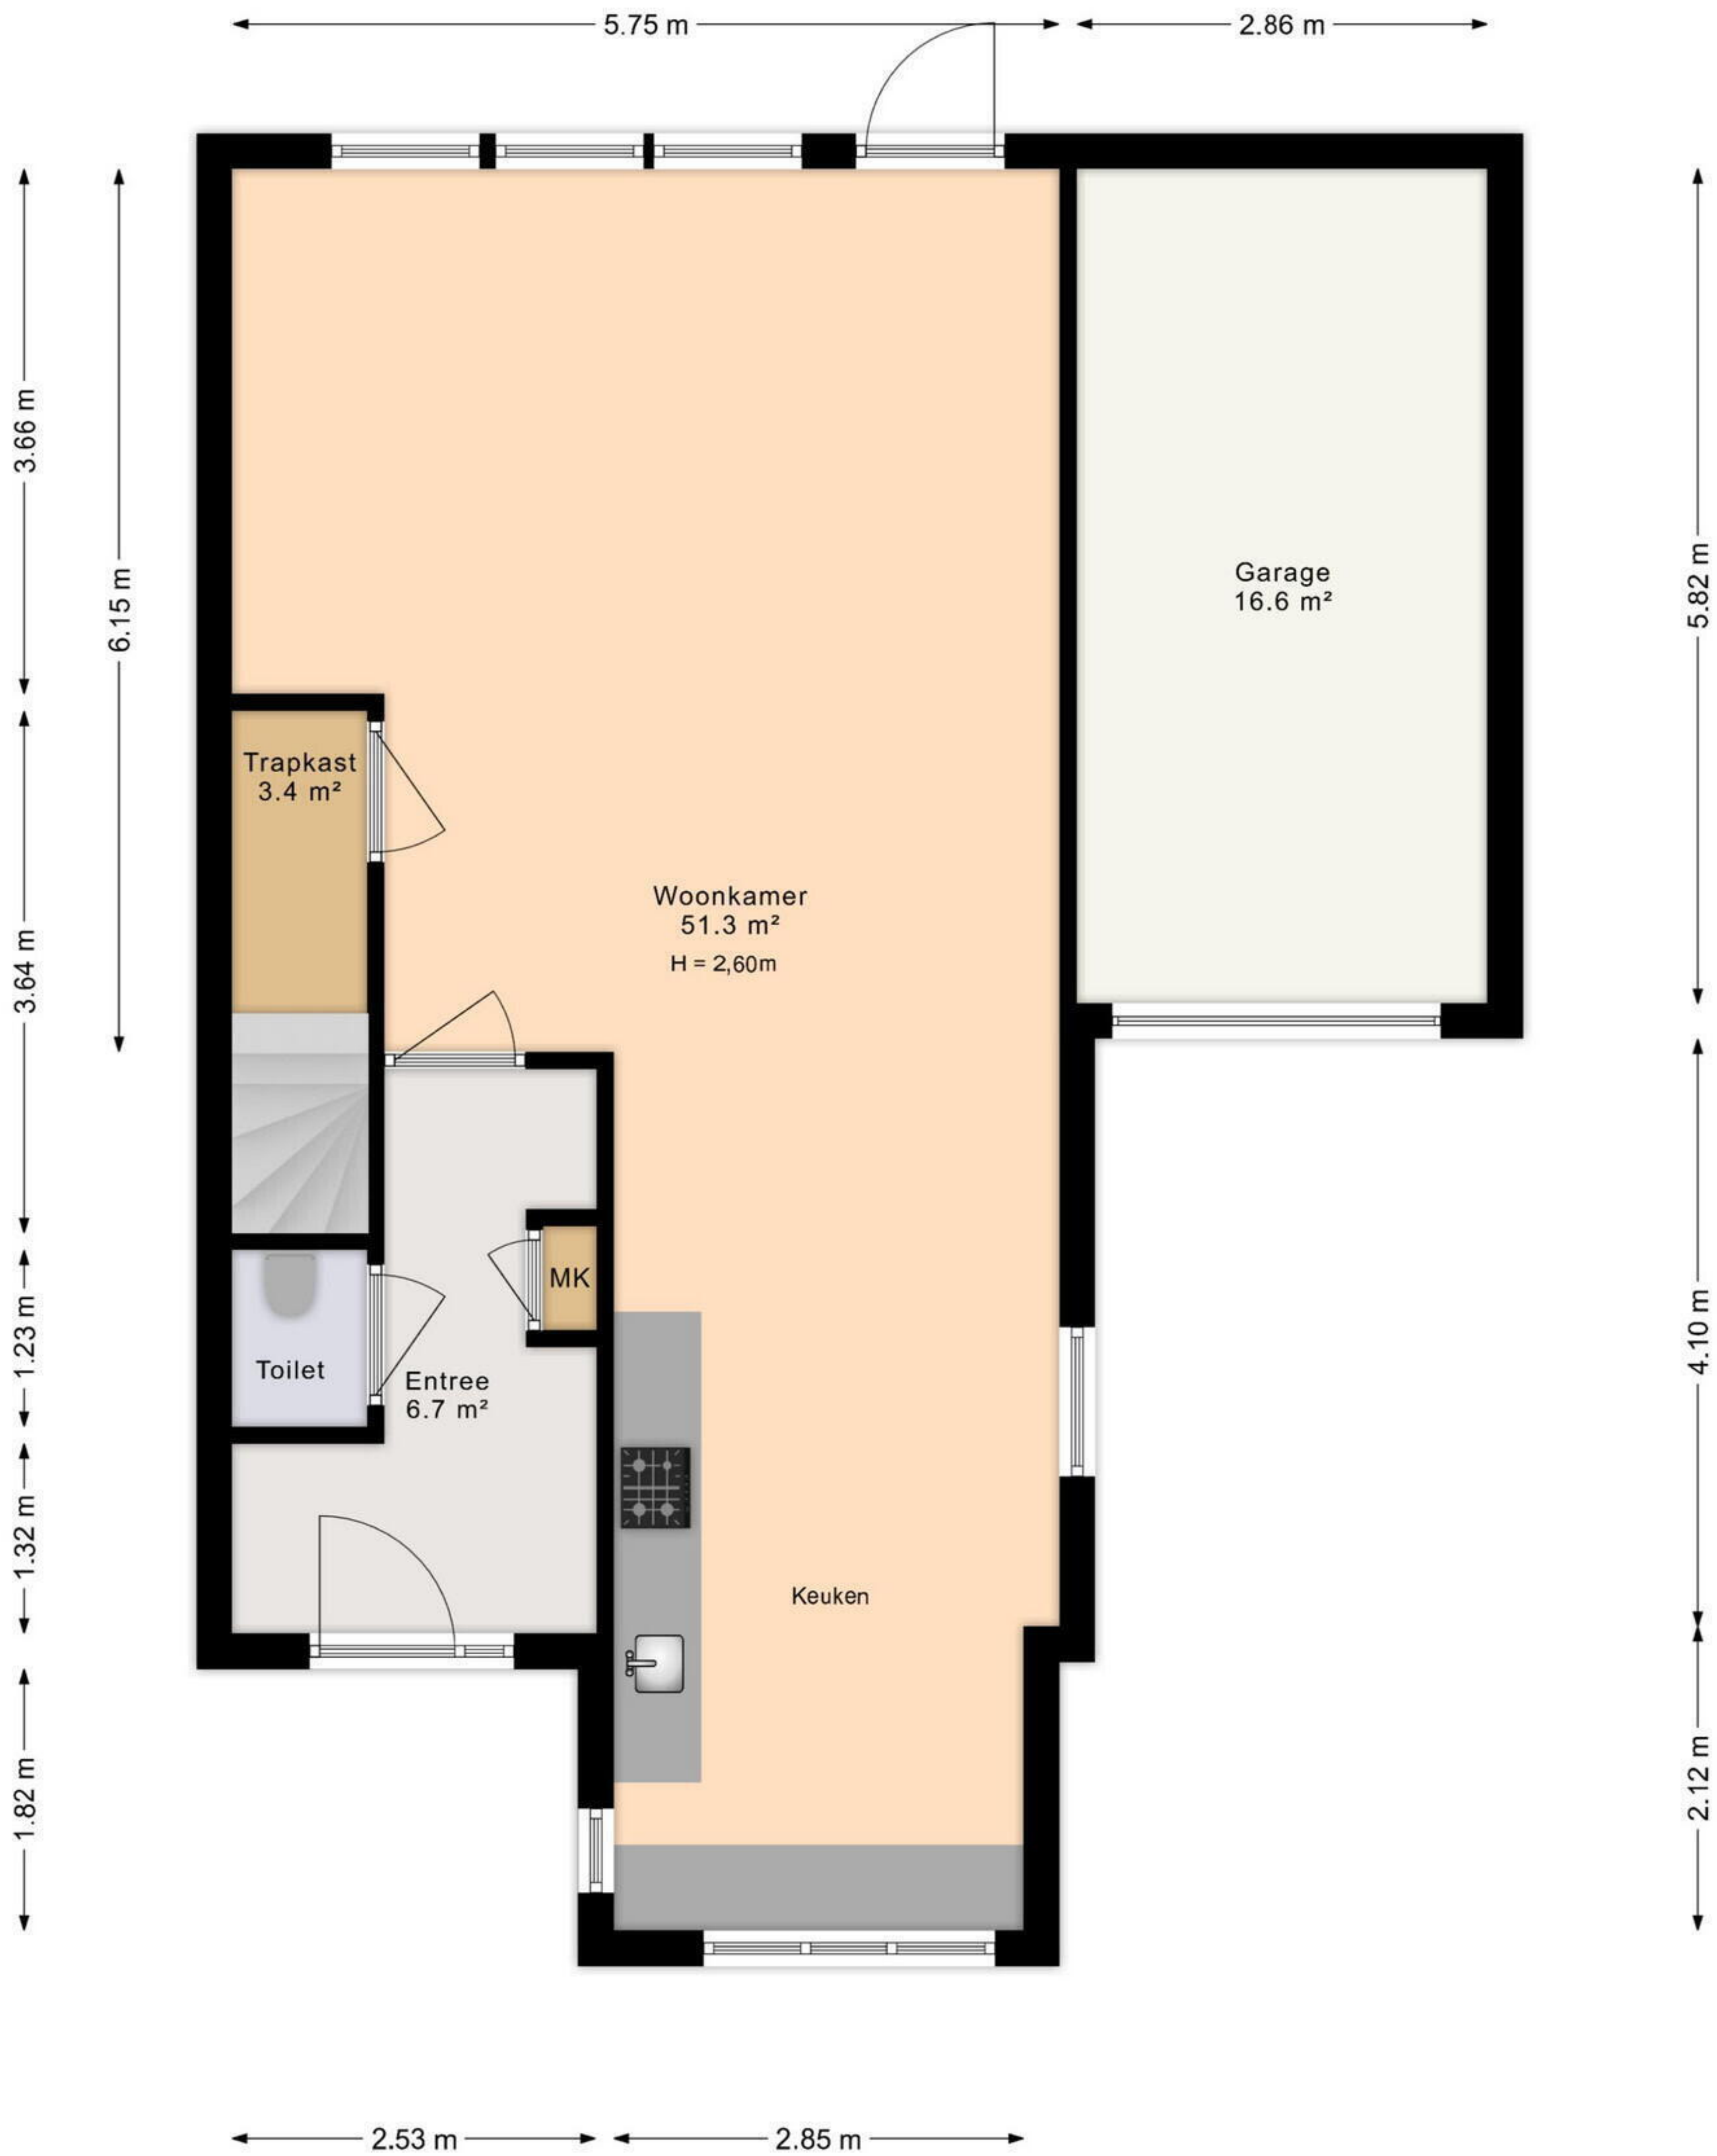 5.75 m
2.86 m
3.66 m
6.15 m
5.82 m
Garage
16.6 m²
Trapkast
3.4 m²
Woonkamer
51.3 m²
H = 2,60m
3.64 m
MK
1.23 m
Toilet
Entree
6.7 m²
4.10 m
1.32 m
Keuken
1.82 m
2.12 m
2.53 m
2.85 m